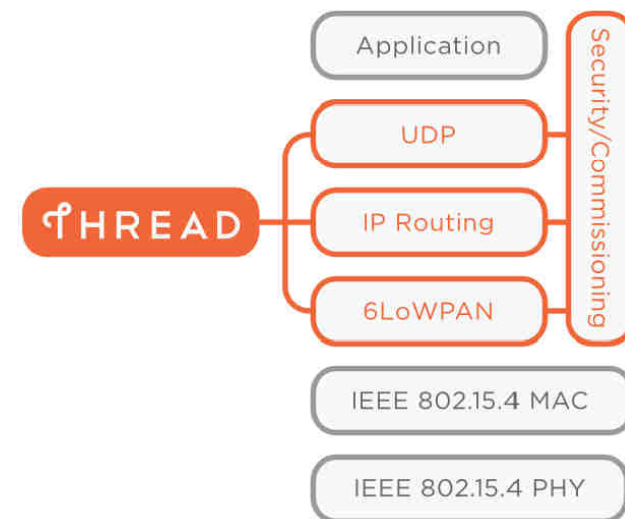 Application
UDP
THREAD
IP Routing
6LoWPAN
Security/Commissioning
IEEE 802.15.4 MAC
IEEE 802.15.4 PHY